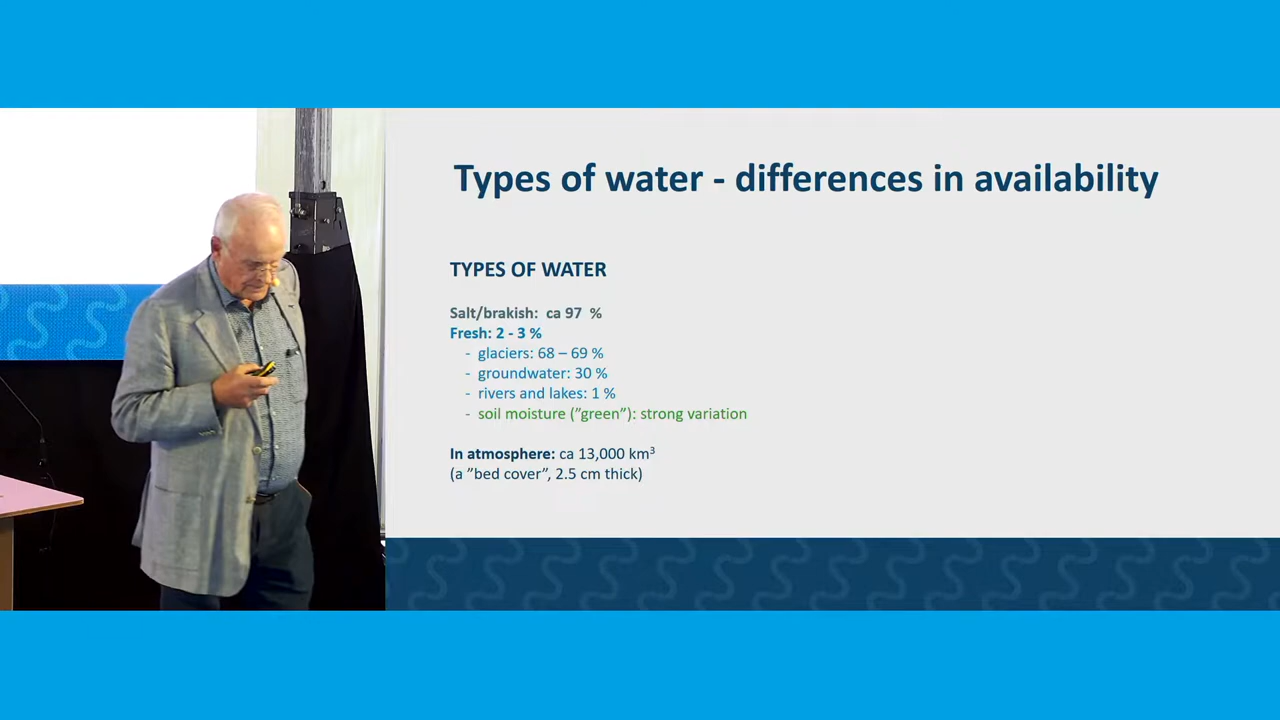 Types of water - differences in availability
TYPES OF WATER
Salt/brakish: ca 97 %
Fresh: 2 - 3 %
- glaciers: 68 – 69 %
- groundwater: 30 %
- rivers and lakes: 1 %
- soil moisture (”green”): strong variation
In atmosphere: ca 13,000 km³
(a ”bed cover”, 2.5 cm thick)